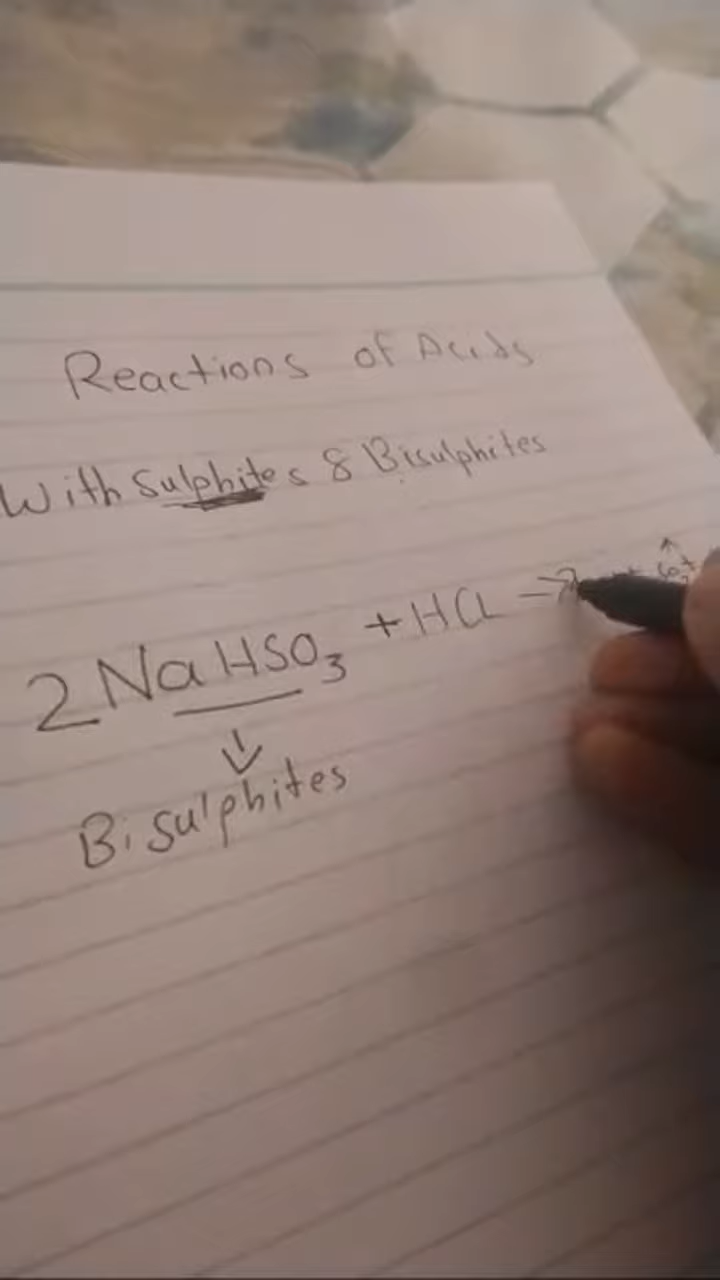 Reactions of Acids
With Sulphites & Bisulphites
2NaHSO₃ + HCL →
↓
Bisulphites